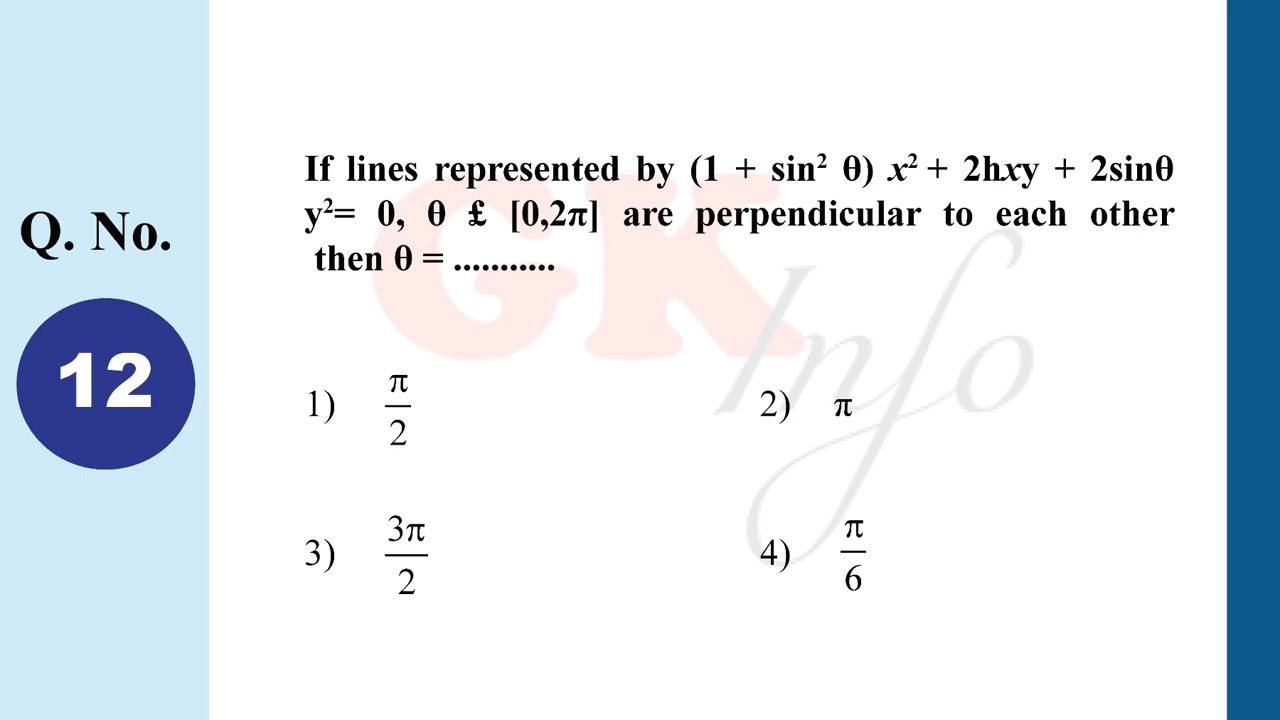 If lines represented by (1 + sin² θ) x² + 2hxy + 2sinθ
y²= 0, θ £ [0,2π] are perpendicular to each other
then θ = ...........
Q. No.
12
GK Info
1) π/2
2) π
3) 3π/2
4) π/6